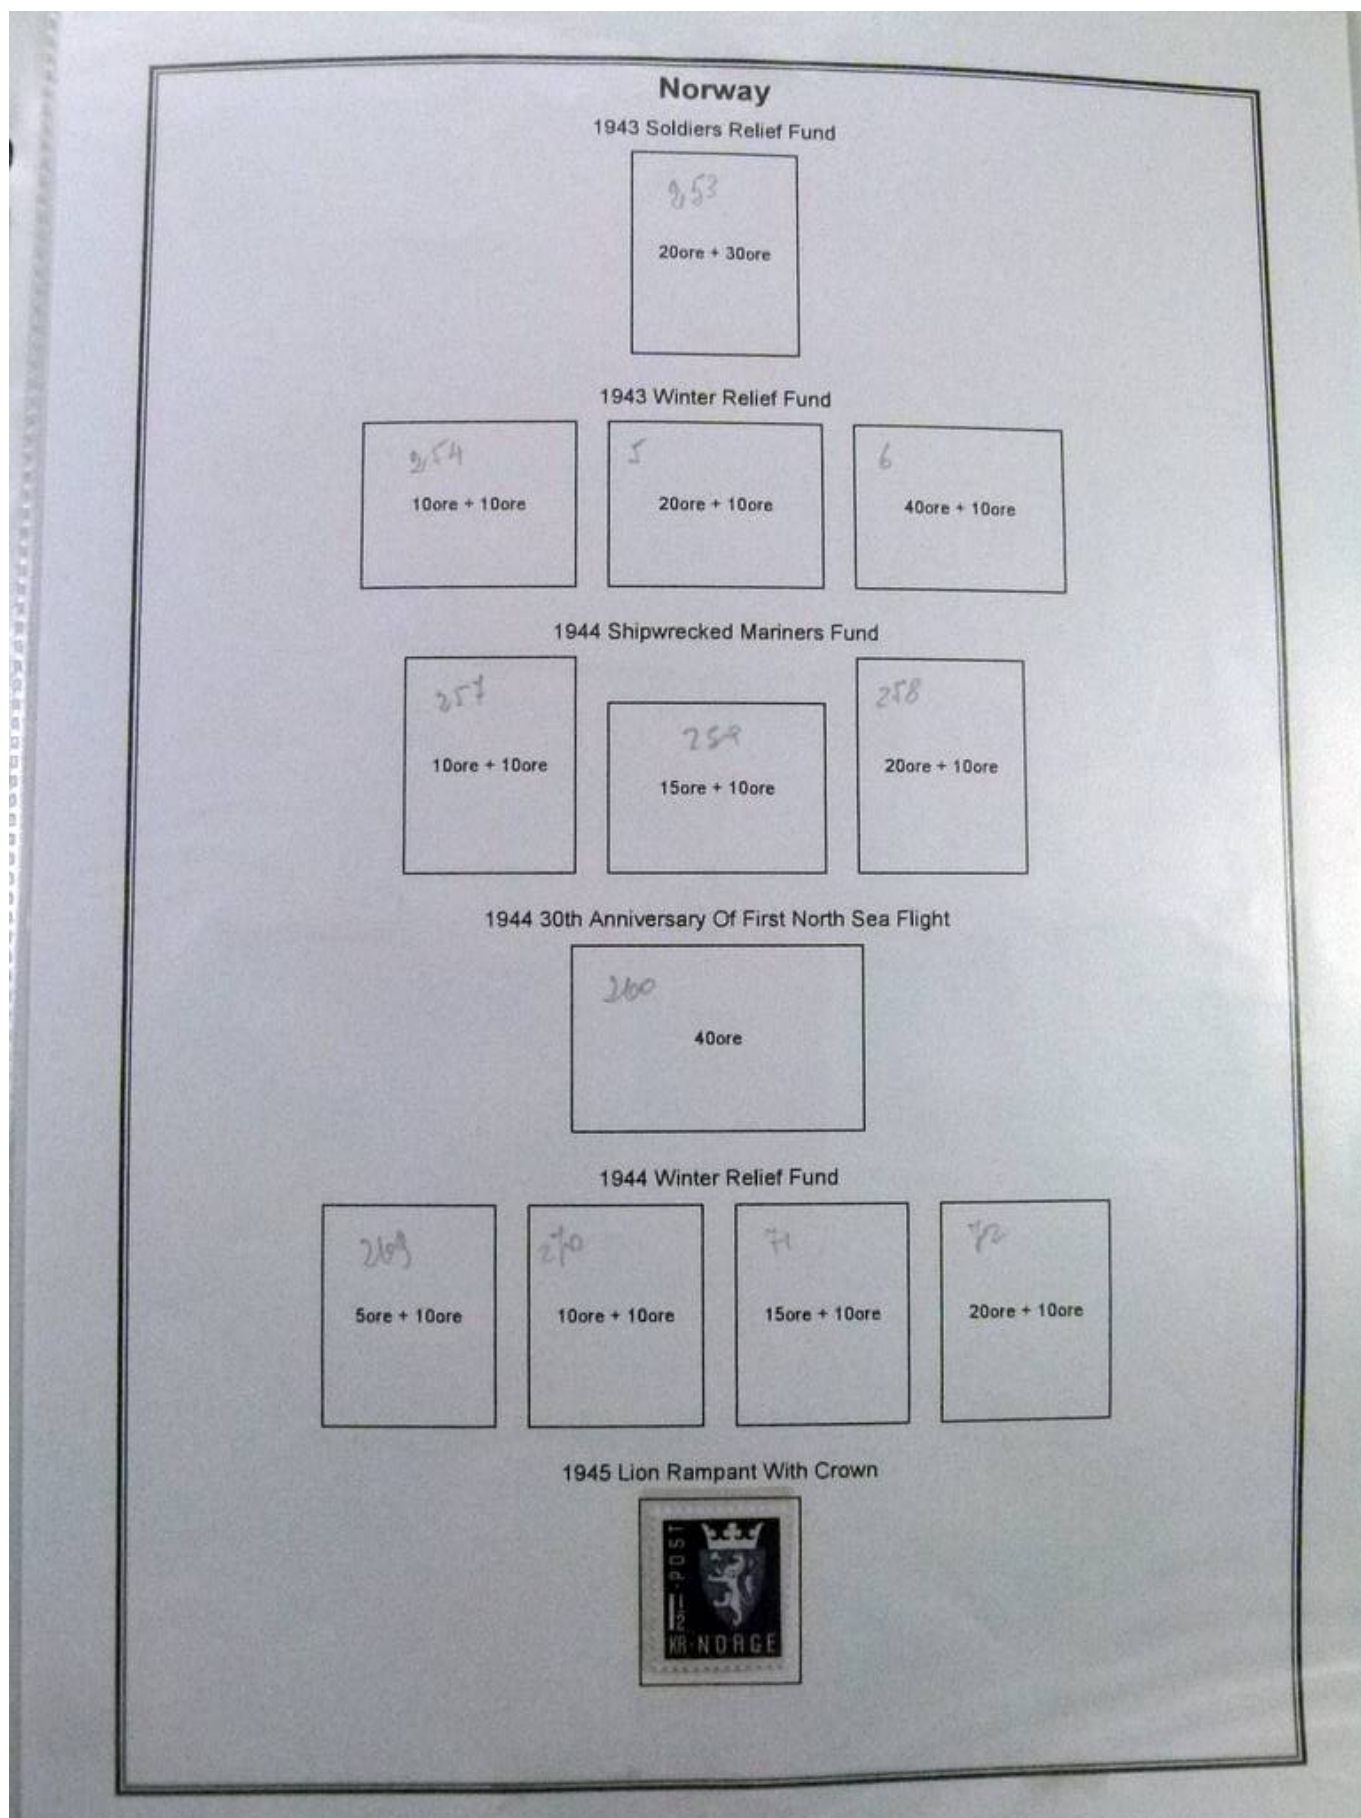 Norway
1943 Soldiers Relief Fund
253
20ore + 30ore
1943 Winter Relief Fund
254 5 6
10ore + 10ore 20ore + 10ore 40ore + 10ore
1944 Shipwrecked Mariners Fund
257 259 258
10ore + 10ore 15ore + 10ore 20ore + 10ore
1944 30th Anniversary Of First North Sea Flight
260
40ore
1944 Winter Relief Fund
269 270 71 72
5ore + 10ore 10ore + 10ore 15ore + 10ore 20ore + 10ore
1945 Lion Rampant With Crown
1 1/2 · POST
KR · NORGE